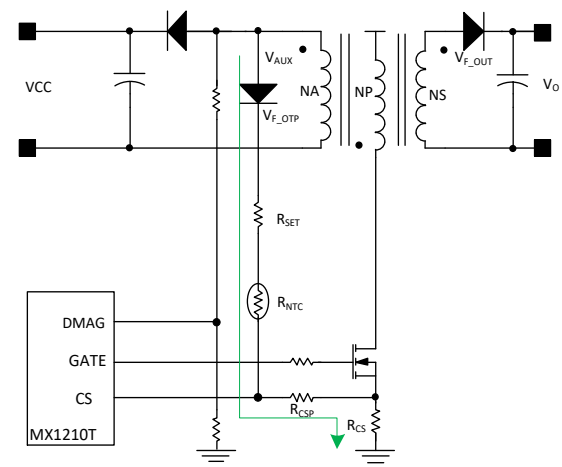 V_AUX
V_F_OUT
VCC
NA
NP
NS
V_O
V_F_OTP
R_SET
R_NTC
DMAG
GATE
CS
R_CSP
R_CS
MX1210T